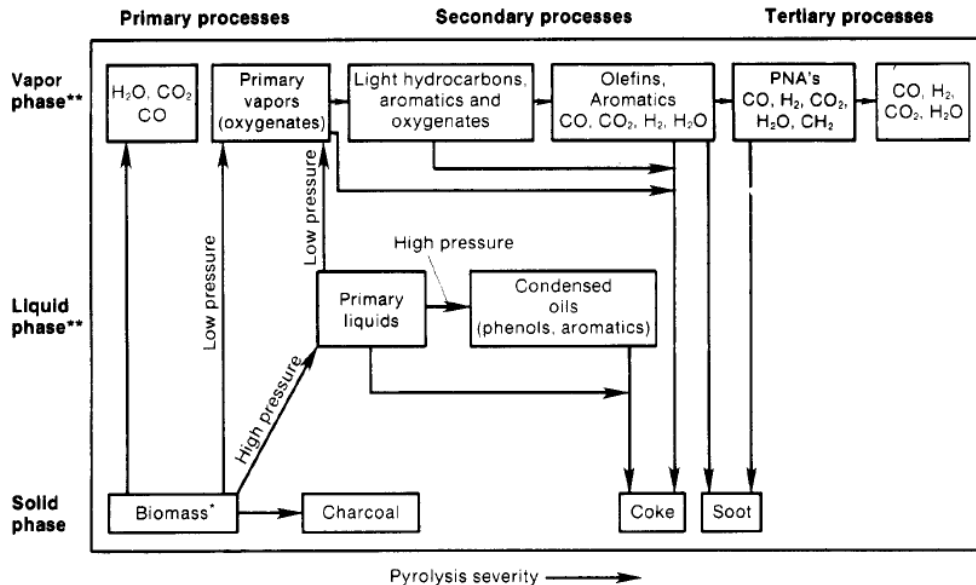 Primary processes
Secondary processes
Tertiary processes
Vapor
phase**
H₂O, CO₂
CO
Primary
vapors
(oxygenates)
Light hydrocarbons,
aromatics and
oxygenates
Olefins,
Aromatics
CO, CO₂, H₂, H₂O
PNA's
CO, H₂, CO₂,
H₂O, CH₂
CO, H₂,
CO₂, H₂O
Low pressure
Low pressure
High pressure
Liquid
phase**
Primary
liquids
Condensed
oils
(phenols, aromatics)
High pressure
Solid
phase
Biomass*
Charcoal
Coke
Soot
Pyrolysis severity